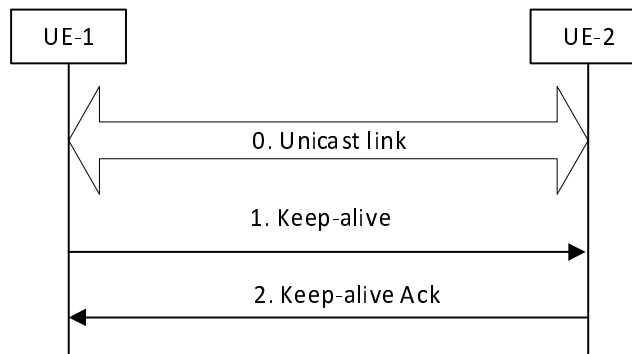 UE-1
UE-2
0. Unicast link
1. Keep-alive
2. Keep-alive Ack